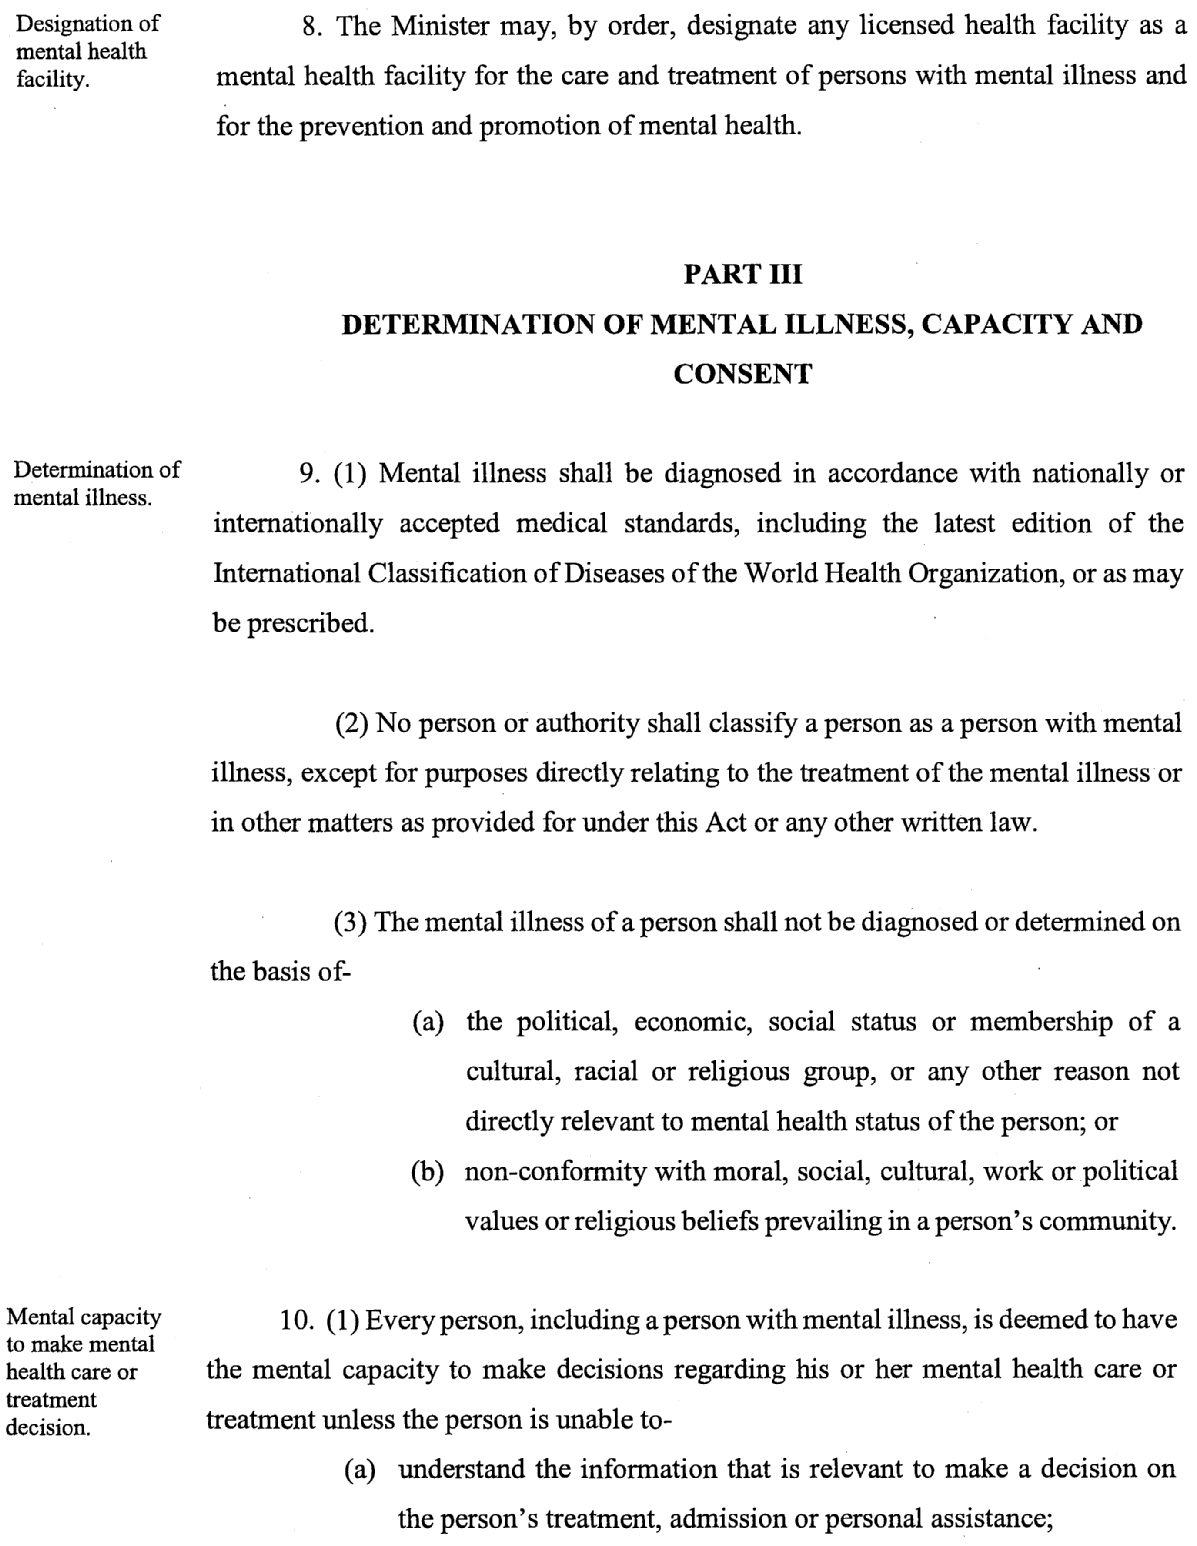 Designation of
mental health
facility.
8. The Minister may, by order, designate any licensed health facility as a
mental health facility for the care and treatment of persons with mental illness and
for the prevention and promotion of mental health.
PART III
DETERMINATION OF MENTAL ILLNESS, CAPACITY AND
CONSENT
Determination of
mental illness.
9. (1) Mental illness shall be diagnosed in accordance with nationally or
internationally accepted medical standards, including the latest edition of the
International Classification of Diseases of the World Health Organization, or as may
be prescribed.
(2) No person or authority shall classify a person as a person with mental
illness, except for purposes directly relating to the treatment of the mental illness or
in other matters as provided for under this Act or any other written law.
(3) The mental illness of a person shall not be diagnosed or determined on
the basis of-
(a) the political, economic, social status or membership of a
cultural, racial or religious group, or any other reason not
directly relevant to mental health status of the person; or
(b) non-conformity with moral, social, cultural, work or political
values or religious beliefs prevailing in a person's community.
Mental capacity
to make mental
health care or
treatment
decision.
10. (1) Every person, including a person with mental illness, is deemed to have
the mental capacity to make decisions regarding his or her mental health care or
treatment unless the person is unable to-
(a) understand the information that is relevant to make a decision on
the person's treatment, admission or personal assistance;